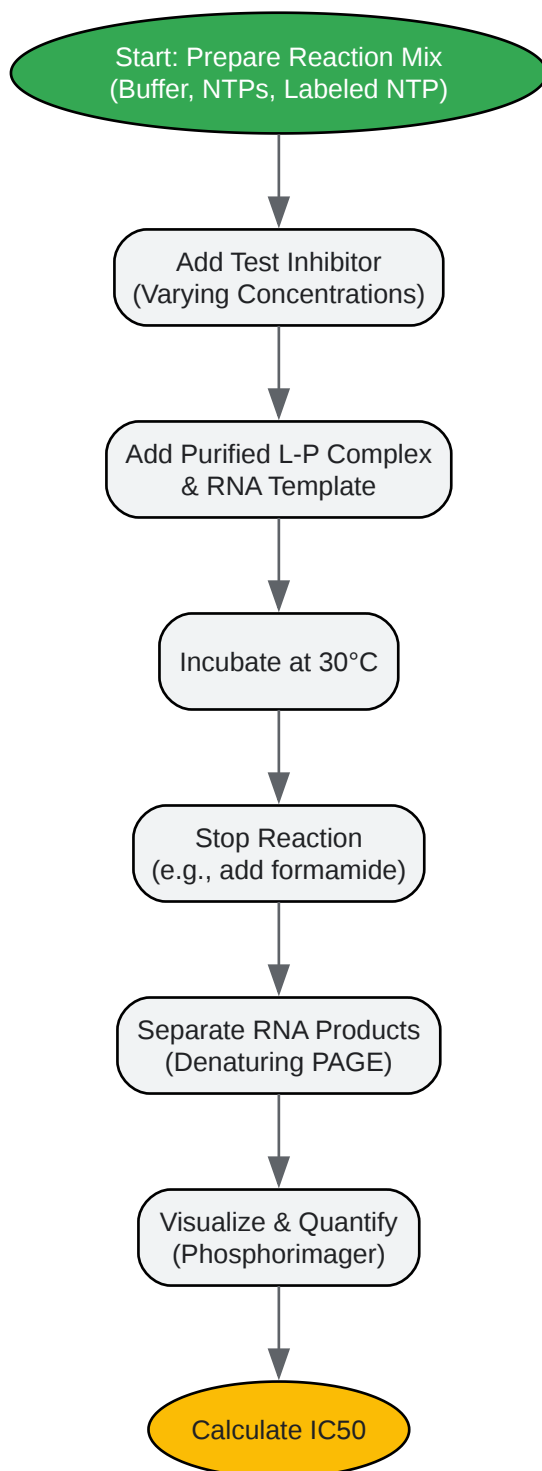 Start: Prepare Reaction Mix
(Buffer, NTPs, Labeled NTP)
Add Test Inhibitor
(Varying Concentrations)
Add Purified L-P Complex
& RNA Template
Incubate at 30°C
Stop Reaction
(e.g., add formamide)
Separate RNA Products
(Denaturing PAGE)
Visualize & Quantify
(Phosphorimager)
Calculate IC50